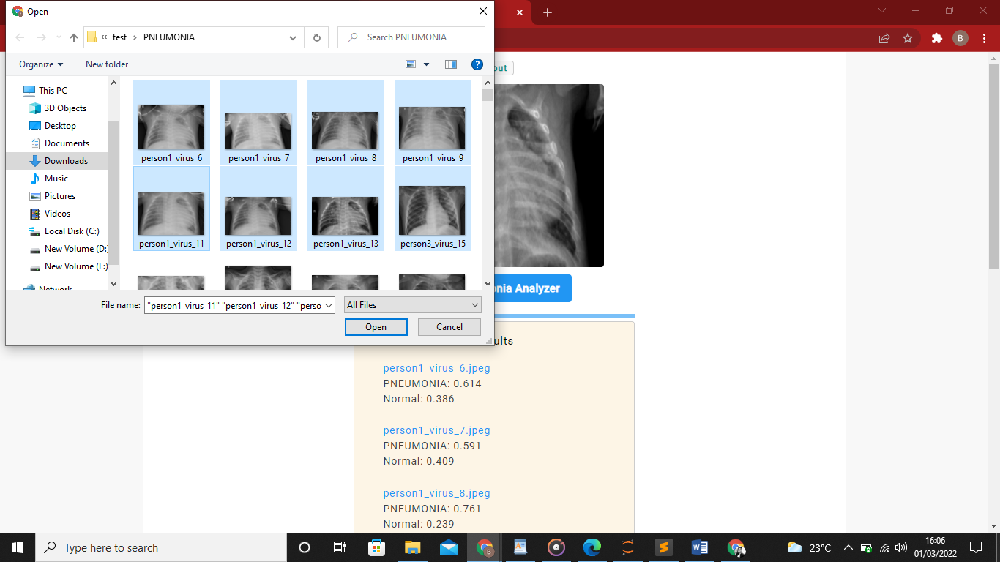 Open
test
PNEUMONIA
Search PNEUMONIA
Organize
New folder
This PC
3D Objects
Desktop
Documents
Downloads
Music
Pictures
Videos
Local Disk (C:)
New Volume (D:
New Volume (E:)
Network
person1_virus_6
person1_virus_7
person1_virus_8
person1_virus_9
person1_virus_11
person1_virus_12
person1_virus_13
person3_virus_15
File name:
"person1_virus_11" "person1_virus_12" "perso
All Files
Open
Cancel
B
out
nia Analyzer
ults
person1_virus_6.jpeg
PNEUMONIA: 0.614
Normal: 0.386
person1_virus_7.jpeg
PNEUMONIA: 0.591
Normal: 0.409
person1_virus_8.jpeg
PNEUMONIA: 0.761
Normal: 0.239
Type here to search
23°C
16:06
01/03/2022